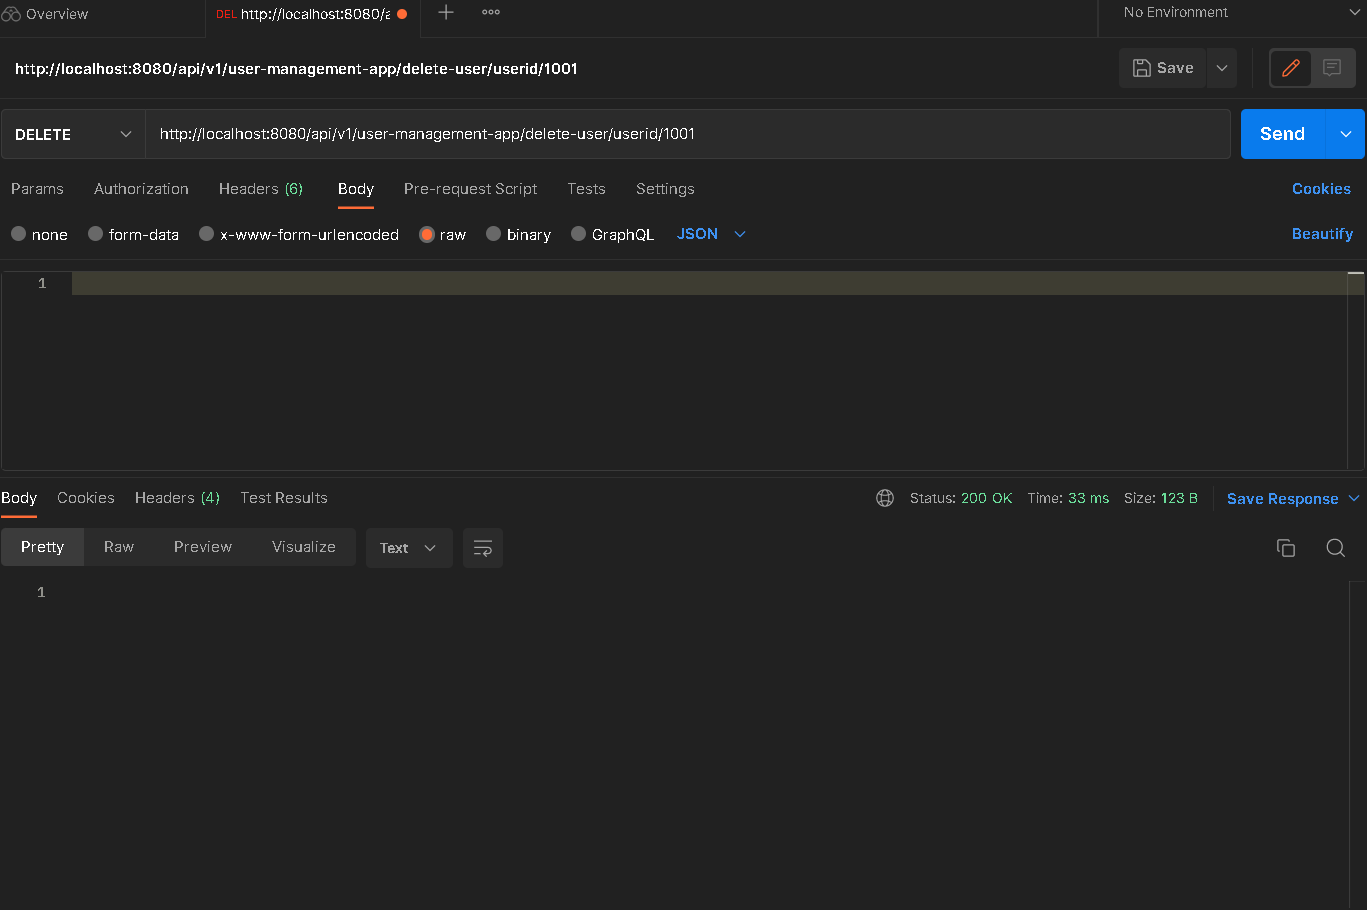 Overview DEL http://localhost:8080/a No Environment
http://localhost:8080/api/v1/user-management-app/delete-user/userid/1001 Save
DELETE http://localhost:8080/api/v1/user-management-app/delete-user/userid/1001 Send
Params Authorization Headers (6) Body Pre-request Script Tests Settings Cookies
none form-data x-www-form-urlencoded raw binary GraphQL JSON Beautify
1
Body Cookies Headers (4) Test Results Status: 200 OK Time: 33 ms Size: 123 B Save Response
Pretty Raw Preview Visualize Text
1